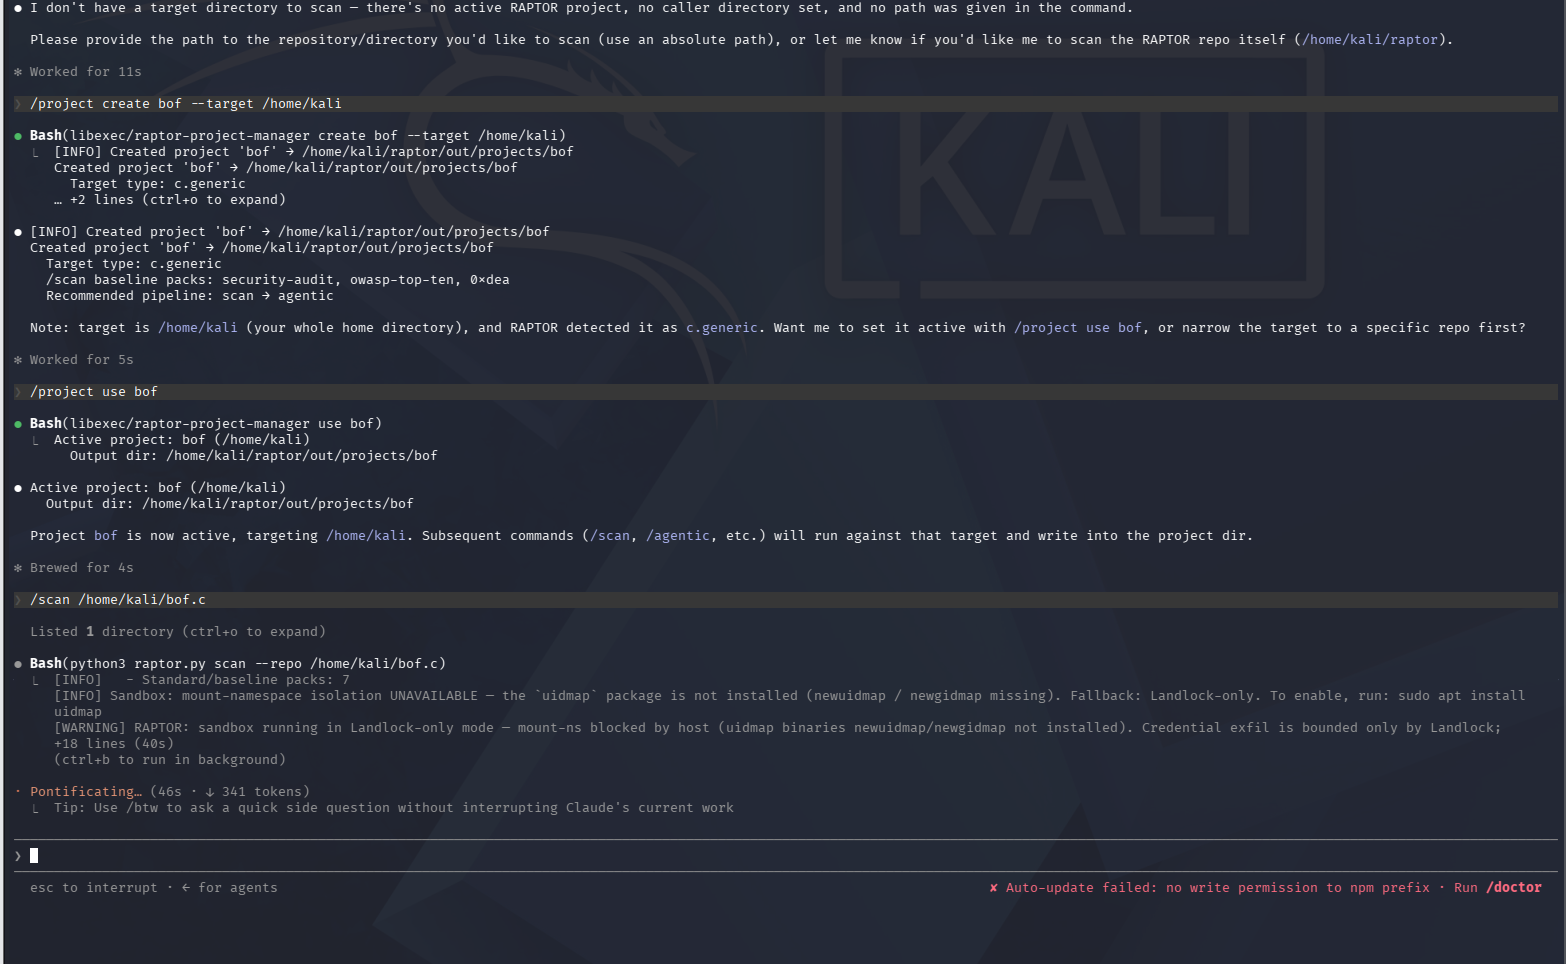 ● I don't have a target directory to scan — there's no active RAPTOR project, no caller directory set, and no path was given in the command.
Please provide the path to the repository/directory you'd like to scan (use an absolute path), or let me know if you'd like me to scan the RAPTOR repo itself (/home/kali/raptor).
✻ Worked for 11s
❯ /project create bof --target /home/kali
● Bash(libexec/raptor-project-manager create bof --target /home/kali)
⎿  [INFO] Created project 'bof' → /home/kali/raptor/out/projects/bof
Created project 'bof' → /home/kali/raptor/out/projects/bof
Target type: c.generic
… +2 lines (ctrl+o to expand)
● [INFO] Created project 'bof' → /home/kali/raptor/out/projects/bof
Created project 'bof' → /home/kali/raptor/out/projects/bof
Target type: c.generic
/scan baseline packs: security-audit, owasp-top-ten, 0×dea
Recommended pipeline: scan → agentic
Note: target is /home/kali (your whole home directory), and RAPTOR detected it as c.generic. Want me to set it active with /project use bof, or narrow the target to a specific repo first?
✻ Worked for 5s
❯ /project use bof
● Bash(libexec/raptor-project-manager use bof)
⎿  Active project: bof (/home/kali)
Output dir: /home/kali/raptor/out/projects/bof
● Active project: bof (/home/kali)
Output dir: /home/kali/raptor/out/projects/bof
Project bof is now active, targeting /home/kali. Subsequent commands (/scan, /agentic, etc.) will run against that target and write into the project dir.
✻ Brewed for 4s
❯ /scan /home/kali/bof.c
Listed 1 directory (ctrl+o to expand)
● Bash(python3 raptor.py scan --repo /home/kali/bof.c)
⎿  [INFO]   - Standard/baseline packs: 7
[INFO] Sandbox: mount-namespace isolation UNAVAILABLE — the `uidmap` package is not installed (newuidmap / newgidmap missing). Fallback: Landlock-only. To enable, run: sudo apt install
uidmap
[WARNING] RAPTOR: sandbox running in Landlock-only mode — mount-ns blocked by host (uidmap binaries newuidmap/newgidmap not installed). Credential exfil is bounded only by Landlock;
+18 lines (40s)
(ctrl+b to run in background)
· Pontificating… (46s · ↓ 341 tokens)
⎿  Tip: Use /btw to ask a quick side question without interrupting Claude's current work
❯
esc to interrupt · ← for agents
✘ Auto-update failed: no write permission to npm prefix · Run /doctor
KALI